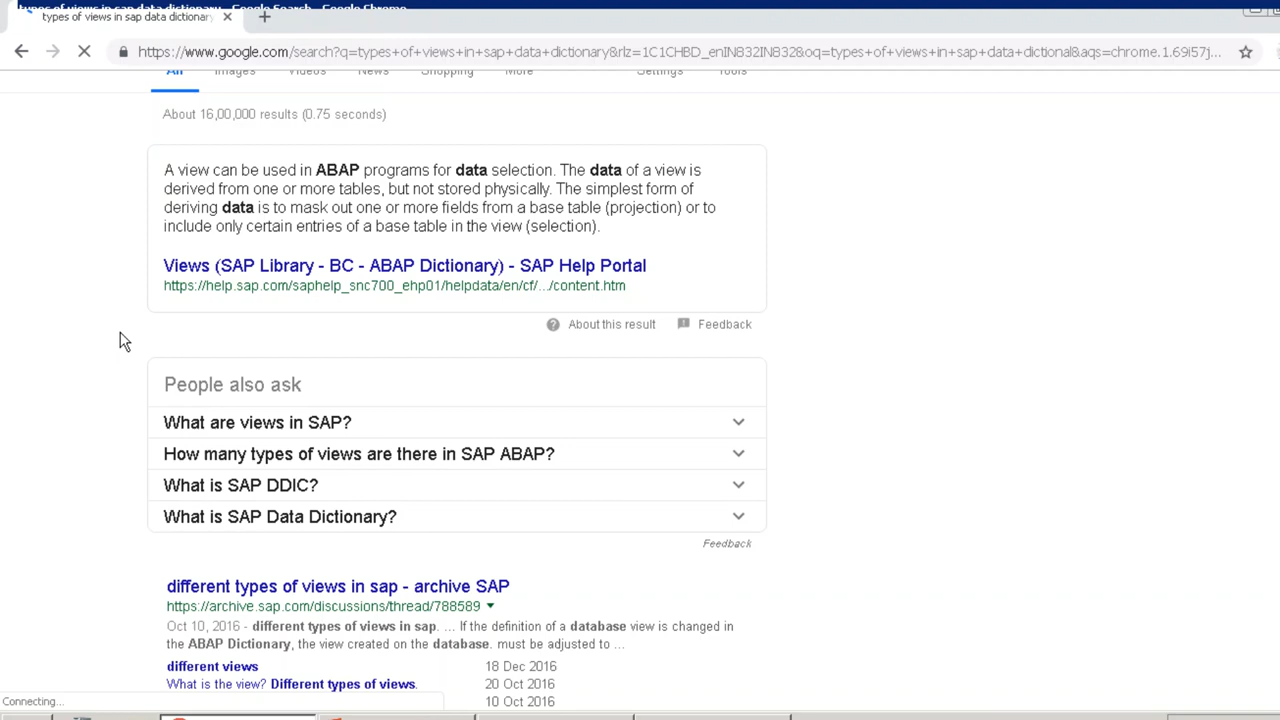 types of views in sap data dictionary - Google Search - Google Chrome
types of views in sap data dictionary
https://www.google.com/search?q=types+of+views+in+sap+data+dictionary&rlz=1C1CHBD_enIN832IN832&oq=types+of+views+in+sap+data+dictional&aqs=chrome.1.69i57j...
All Images Videos News Shopping More Settings Tools
About 16,00,000 results (0.75 seconds)
A view can be used in ABAP programs for data selection. The data of a view is
derived from one or more tables, but not stored physically. The simplest form of
deriving data is to mask out one or more fields from a base table (projection) or to
include only certain entries of a base table in the view (selection).
Views (SAP Library - BC - ABAP Dictionary) - SAP Help Portal
https://help.sap.com/saphelp_snc700_ehp01/helpdata/en/cf/.../content.htm
About this result Feedback
People also ask
What are views in SAP?
How many types of views are there in SAP ABAP?
What is SAP DDIC?
What is SAP Data Dictionary?
Feedback
different types of views in sap - archive SAP
https://archive.sap.com/discussions/thread/788589
Oct 10, 2016 - different types of views in sap. ... If the definition of a database view is changed in
the ABAP Dictionary, the view created on the database. must be adjusted to ...
different views 18 Dec 2016
What is the view? Different types of views. 20 Oct 2016
10 Oct 2016
Connecting...